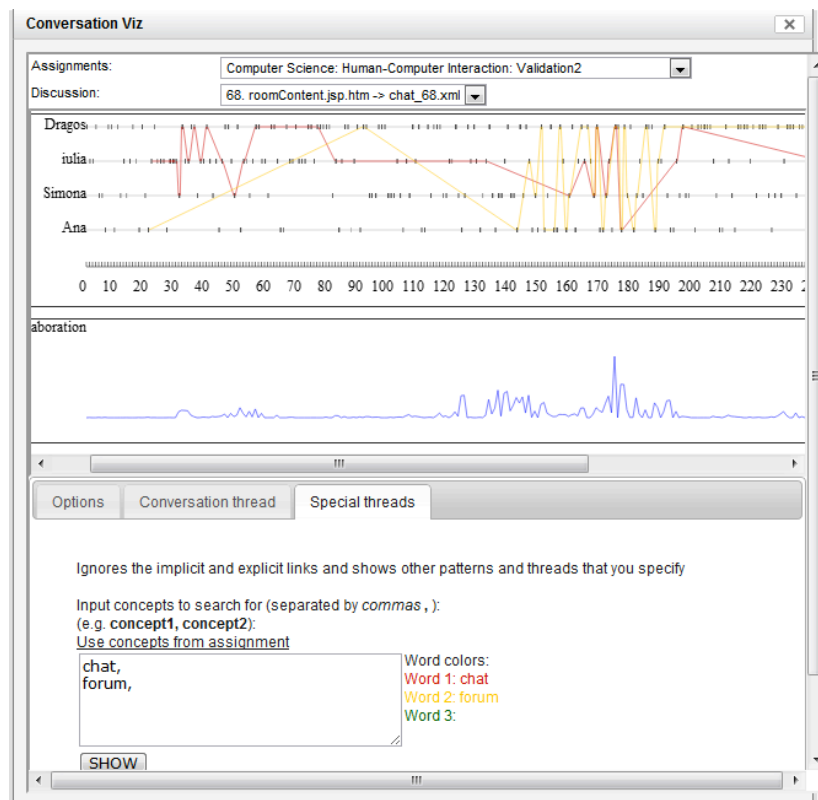 Conversation Viz
Assignments: Computer Science: Human-Computer Interaction: Validation2
Discussion: 68. roomContent.jsp.htm -> chat_68.xml
Dragos
iulia
Simona
Ana
0 10 20 30 40 50 60 70 80 90 100 110 120 130 140 150 160 170 180 190 200 210 220 230 2
aboration
Options Conversation thread Special threads
Ignores the implicit and explicit links and shows other patterns and threads that you specify
Input concepts to search for (separated by commas , ):
(e.g. concept1, concept2):
Use concepts from assignment
chat,
forum,
Word colors:
Word 1: chat
Word 2: forum
Word 3:
SHOW